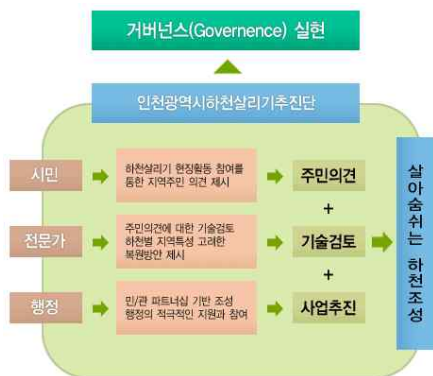 거버넌스(Governence) 실현
인천광역시하천살리기추진단
시민
하천살리기 현장활동 참여를
통한 지역주민 의견 제시
주민의견
+
전문가
주민의견에 대한 기술검토
하천별 지역특성 고려한
복원방안 제시
기술검토
+
행정
민/관 파트너십 기반 조성
행정의 적극적인 지원과 참여
사업추진
살아숨쉬는 하천조성